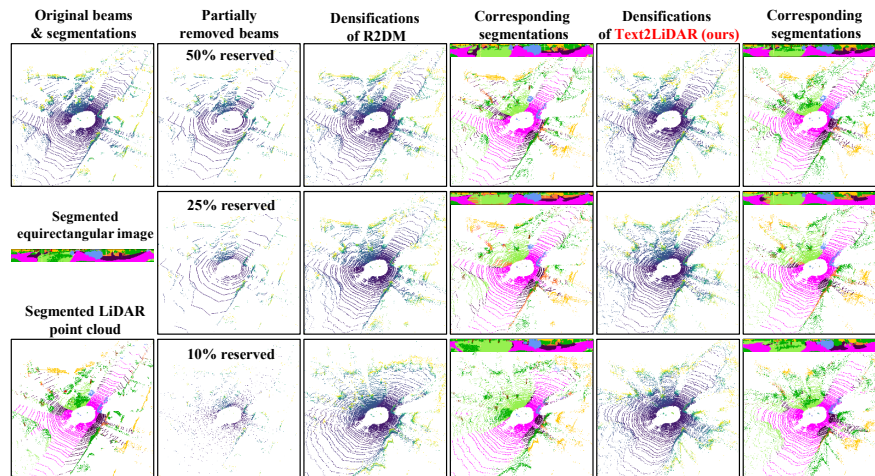 Original beams
& segmentations
Partially
removed beams
Densifications
of R2DM
Corresponding
segmentations
Densifications
of Text2LiDAR (ours)
Corresponding
segmentations
50% reserved
Segmented
equirectangular image
25% reserved
Segmented LiDAR
point cloud
10% reserved